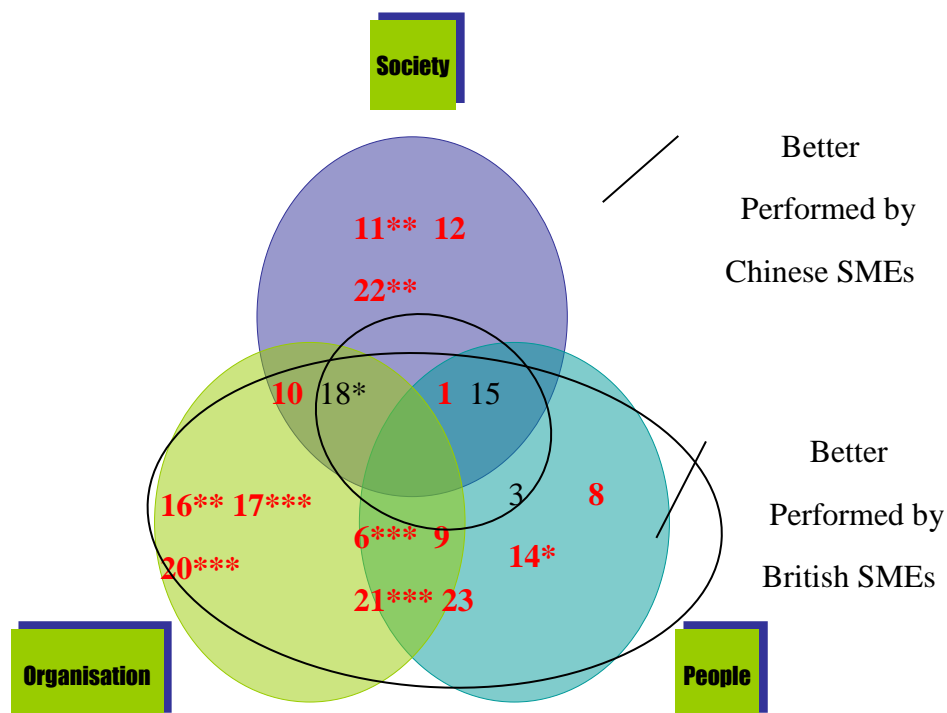 Society
Better
Performed by
Chinese SMEs
11** 12
22**
10 18* 1 15
Better
Performed by
British SMEs
3 8
16** 17***
6*** 9
14*
20***
21*** 23
Organisation
People